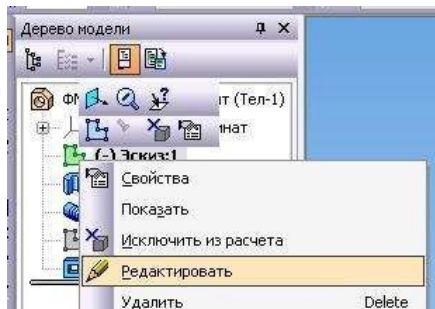 Дерево модели
т (Тел-1)
нат
(-) Эскиз:1
Свойства
Показать
Исключить из расчета
Редактировать
Удалить Delete